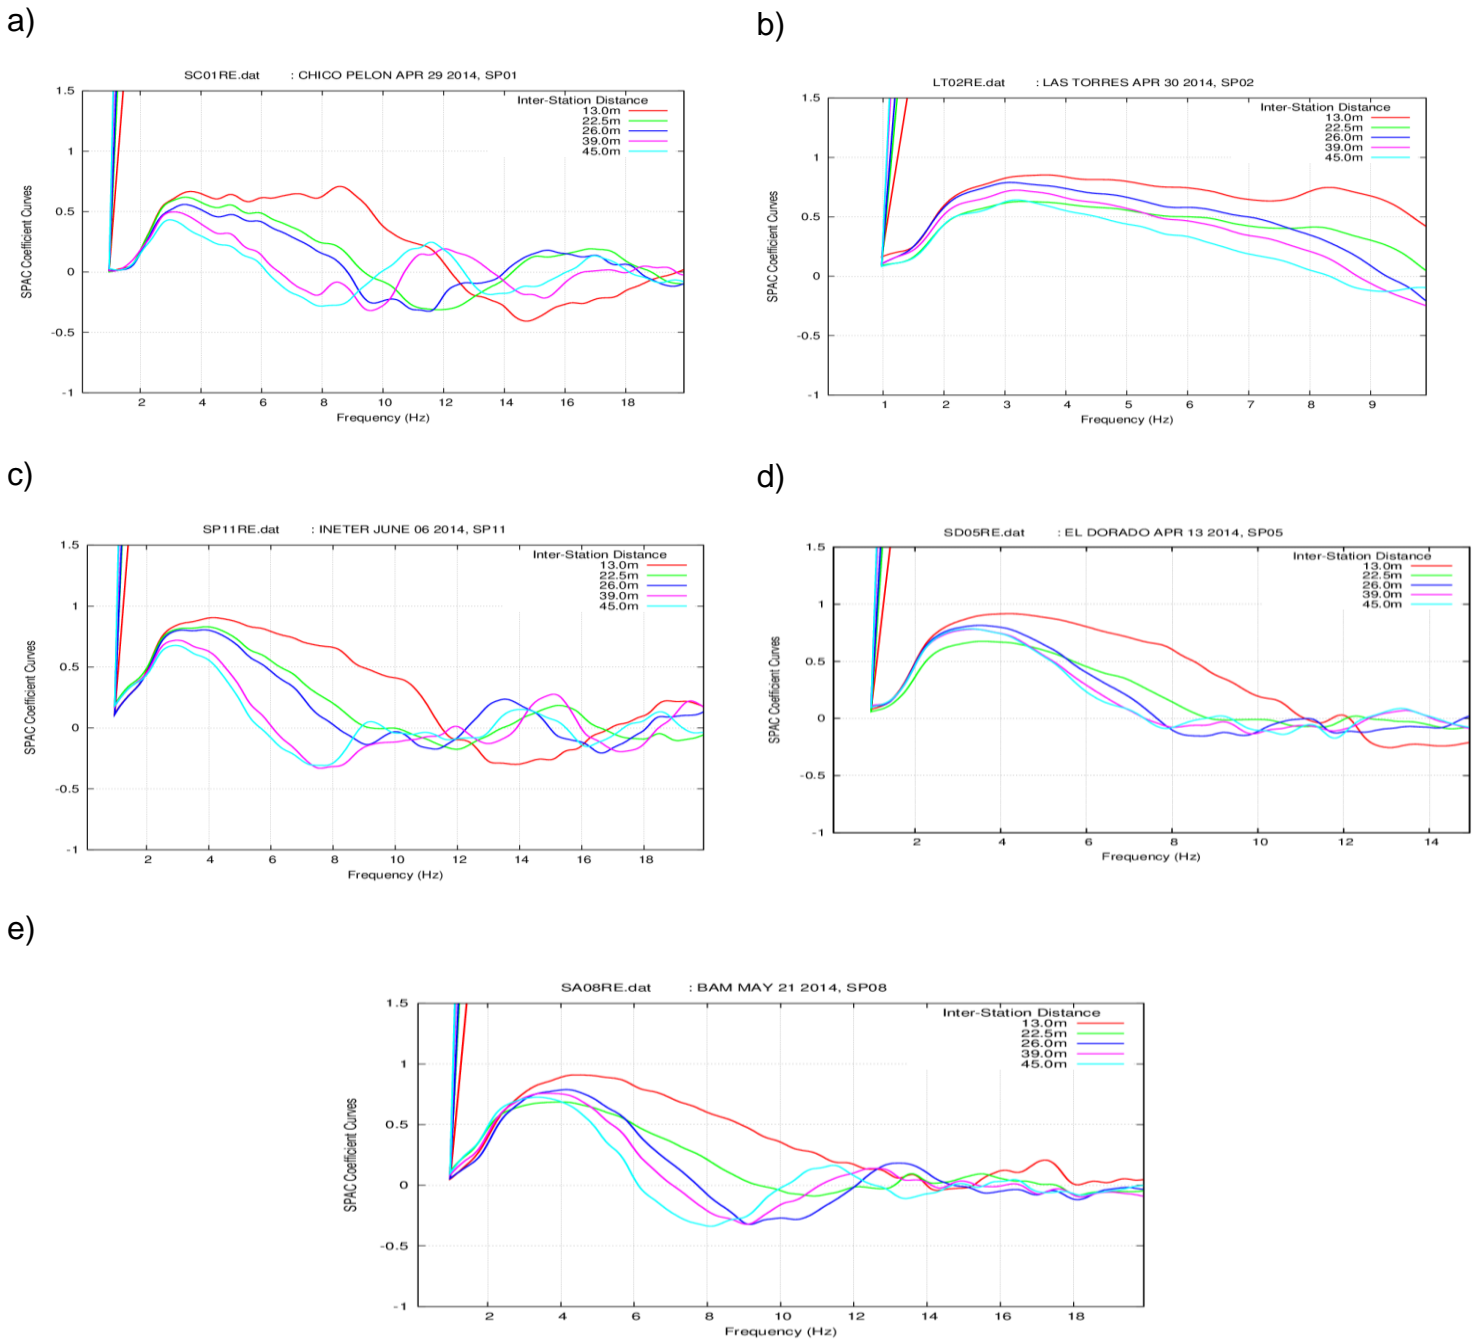 a)
SC01RE.dat : CHICO PELON APR 29 2014, SP01
1.5
1
0.5
0
-0.5
-1
SPAC Coefficient Curves
Inter-Station Distance
13.0m
22.5m
26.0m
39.0m
45.0m
2 4 6 8 10 12 14 16 18
Frequency (Hz)
b)
LT02RE.dat : LAS TORRES APR 30 2014, SP02
1.5
1
0.5
0
-0.5
-1
SPAC Coefficient Curves
Inter-Station Distance
13.0m
22.5m
26.0m
39.0m
45.0m
1 2 3 4 5 6 7 8 9
Frequency (Hz)
c)
SP11RE.dat : INETER JUNE 06 2014, SP11
1.5
1
0.5
0
-0.5
-1
SPAC Coefficient Curves
Inter-Station Distance
13.0m
22.5m
26.0m
39.0m
45.0m
2 4 6 8 10 12 14 16 18
Frequency (Hz)
d)
SD05RE.dat : EL DORADO APR 13 2014, SP05
1.5
1
0.5
0
-0.5
-1
SPAC Coefficient Curves
Inter-Station Distance
13.0m
22.5m
26.0m
39.0m
45.0m
2 4 6 8 10 12 14
Frequency (Hz)
e)
SA08RE.dat : BAM MAY 21 2014, SP08
1.5
1
0.5
0
-0.5
-1
SPAC Coefficient Curves
Inter-Station Distance
13.0m
22.5m
26.0m
39.0m
45.0m
2 4 6 8 10 12 14 16 18
Frequency (Hz)